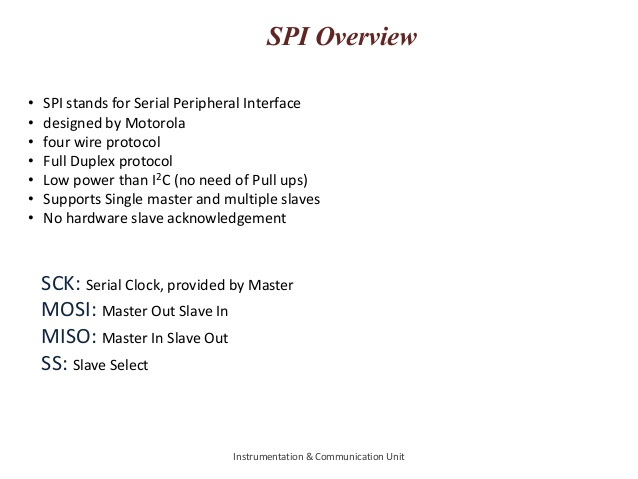 SPI Overview
• SPI stands for Serial Peripheral Interface
• designed by Motorola
• four wire protocol
• Full Duplex protocol
• Low power than I²C (no need of Pull ups)
• Supports Single master and multiple slaves
• No hardware slave acknowledgement
SCK: Serial Clock, provided by Master
MOSI: Master Out Slave In
MISO: Master In Slave Out
SS: Slave Select
Instrumentation & Communication Unit